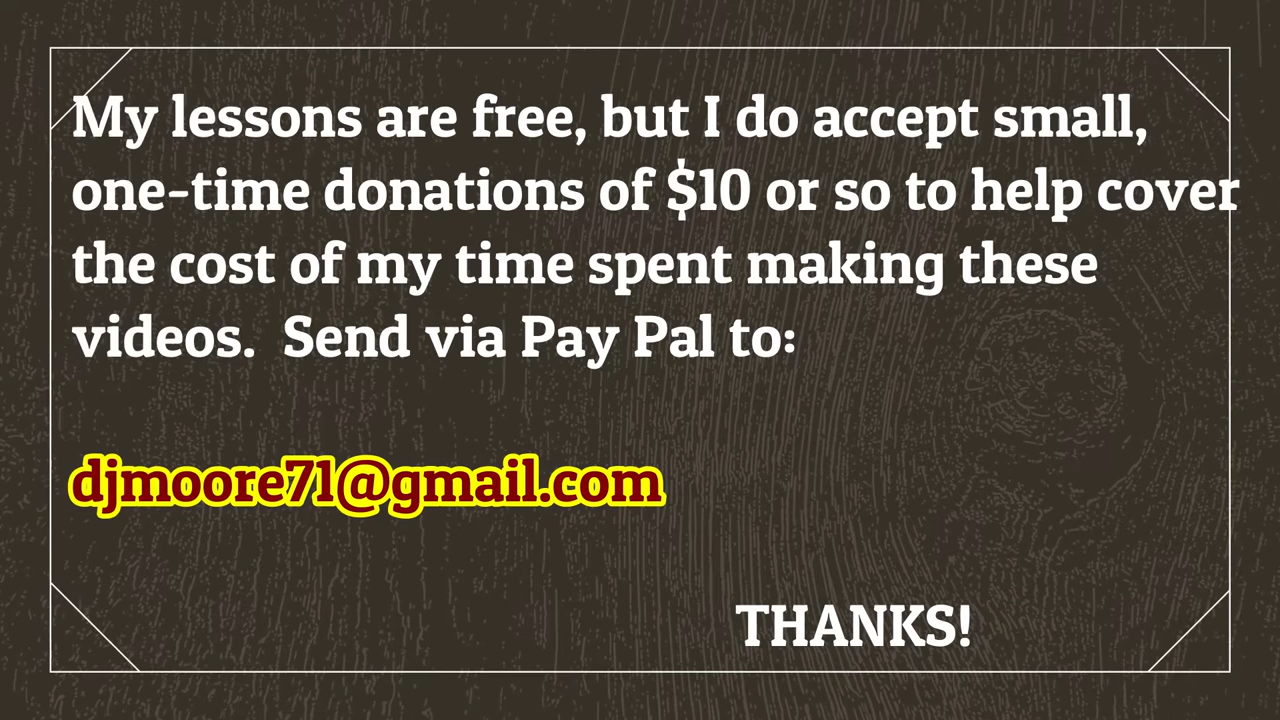 My lessons are free, but I do accept small,
one-time donations of $10 or so to help cover
the cost of my time spent making these
videos.  Send via Pay Pal to:
djmoore71@gmail.com
THANKS!